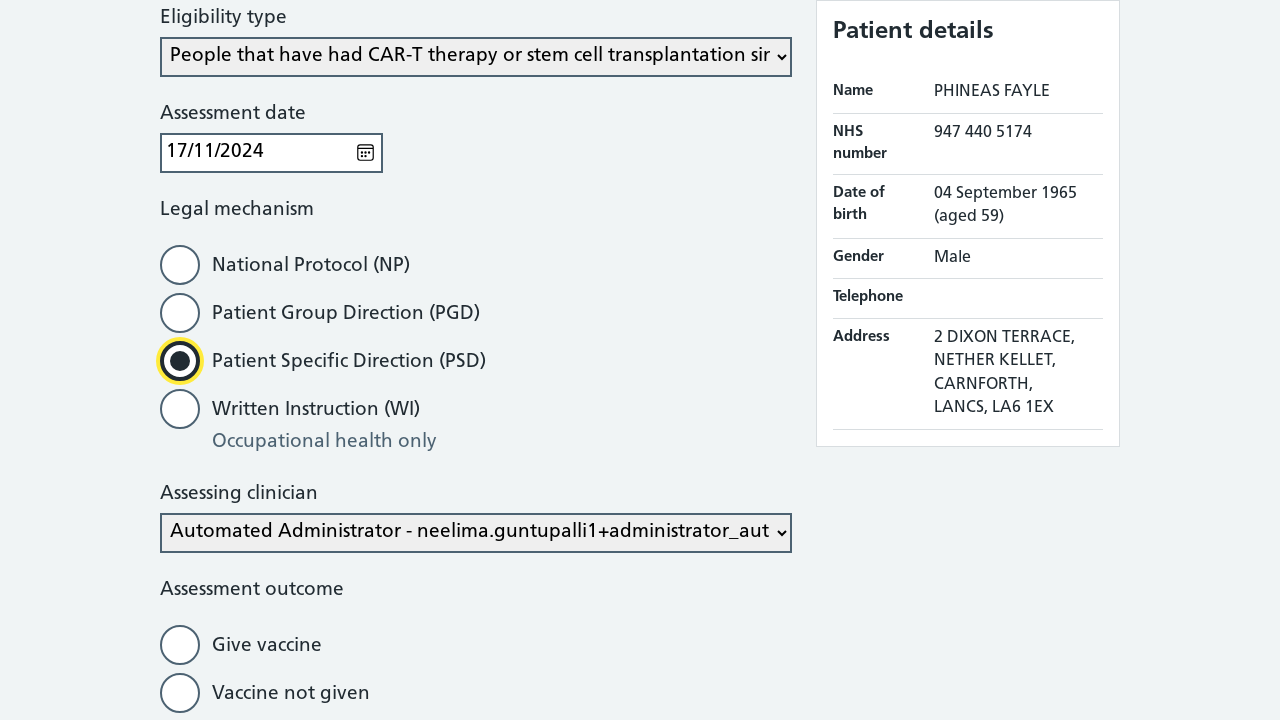 Eligibility type
People that have had CAR-T therapy or stem cell transplantation sin
Assessment date
17/11/2024
Legal mechanism
National Protocol (NP)
Patient Group Direction (PGD)
Patient Specific Direction (PSD)
Written Instruction (WI)
Occupational health only
Assessing clinician
Automated Administrator - neelima.guntupalli1+administrator_aut
Assessment outcome
Give vaccine
Vaccine not given
Patient details
Name PHINEAS FAYLE
NHS number 947 440 5174
Date of birth 04 September 1965
(aged 59)
Gender Male
Telephone
Address 2 DIXON TERRACE,
NETHER KELLET,
CARNFORTH,
LANCS, LA6 1EX